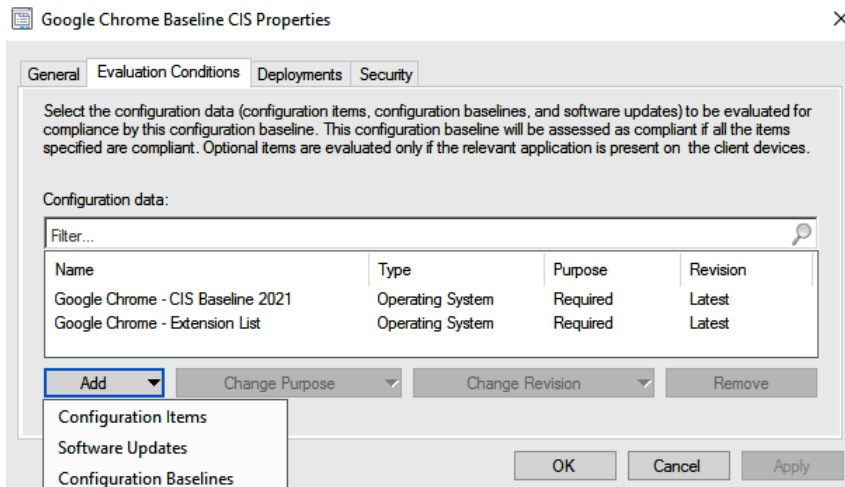 Google Chrome Baseline CIS Properties
General Evaluation Conditions Deployments Security
Select the configuration data (configuration items, configuration baselines, and software updates) to be evaluated for
compliance by this configuration baseline. This configuration baseline will be assessed as compliant if all the items
specified are compliant. Optional items are evaluated only if the relevant application is present on the client devices.
Configuration data:
Filter...
Name Type Purpose Revision
Google Chrome - CIS Baseline 2021 Operating System Required Latest
Google Chrome - Extension List Operating System Required Latest
Add Change Purpose Change Revision Remove
Configuration Items
Software Updates
Configuration Baselines
OK Cancel Apply